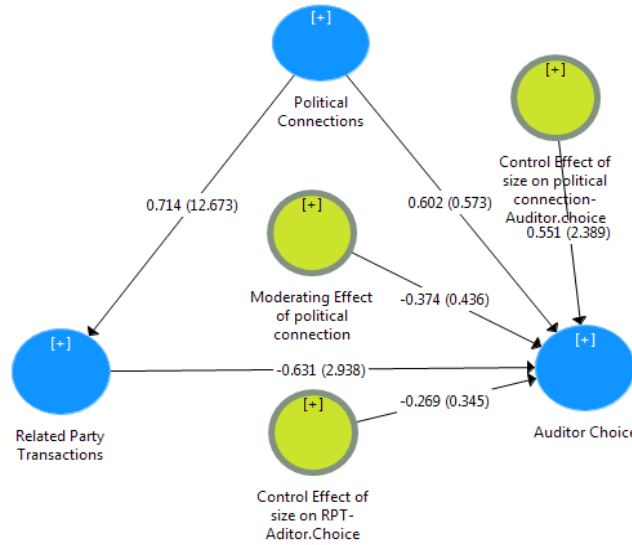 [+]
Political
Connections
[+]
Control Effect of
size on political
connection-
Auditor.choice
0.551 (2.389)
0.714 (12.673)
0.602 (0.573)
[+]
Moderating Effect
of political
connection
-0.374 (0.436)
[+]
Related Party
Transactions
-0.631 (2.938)
[+]
Auditor Choice
-0.269 (0.345)
[+]
Control Effect of
size on RPT-
Aditor.Choice